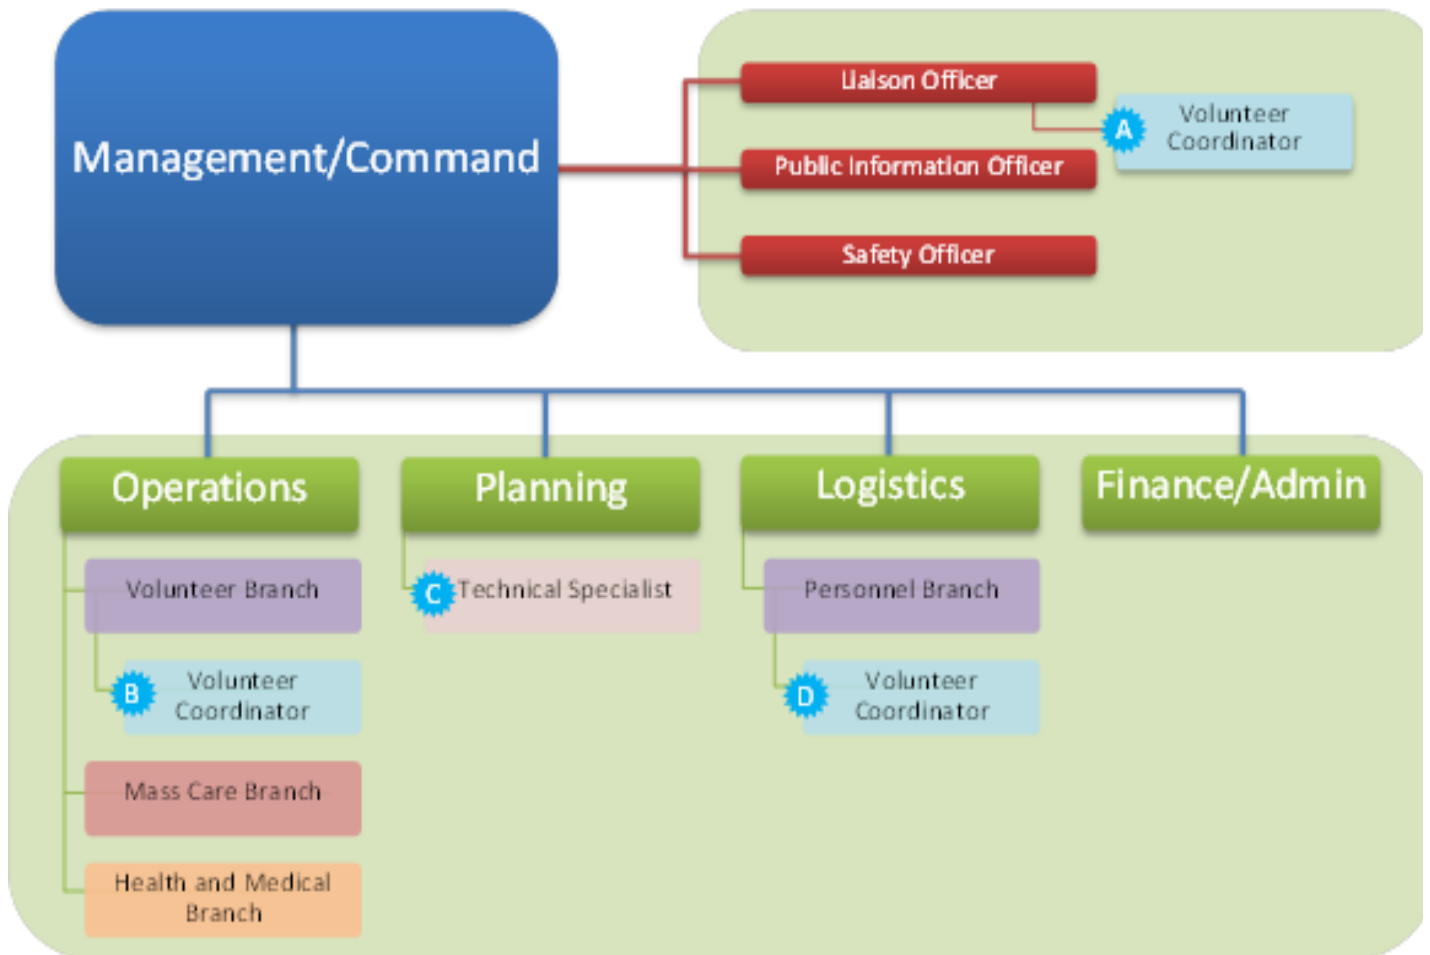 Management/Command
Liaison Officer
A
Volunteer
Coordinator
Public Information Officer
Safety Officer
Operations
Planning
Logistics
Finance/Admin
Volunteer Branch
C
Technical Specialist
Personnel Branch
B
Volunteer
Coordinator
D
Volunteer
Coordinator
Mass Care Branch
Health and Medical
Branch